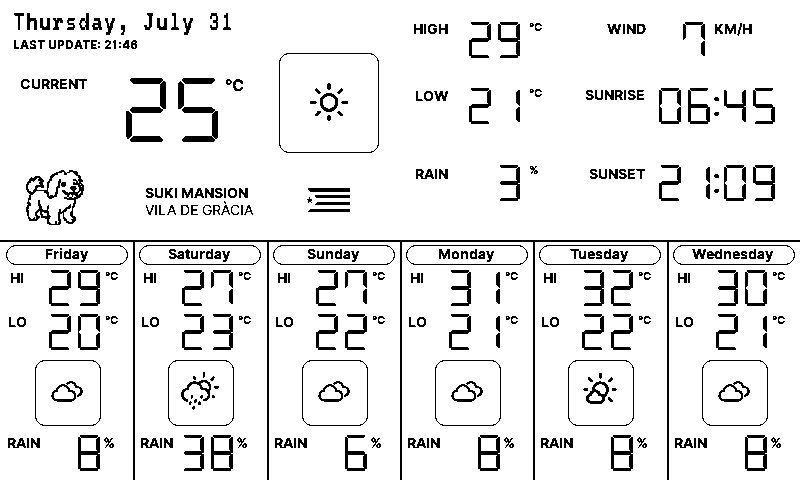 Thursday, July 31
LAST UPDATE: 21:46
CURRENT 25 °C
HIGH 29 °C
LOW 21 °C
RAIN 3 %
WIND 7 KM/H
SUNRISE 06:45
SUNSET 21:09
SUKI MANSION
VILA DE GRÀCIA
Friday
HI 29 °C
LO 20 °C
RAIN 8 %
Saturday
HI 27 °C
LO 23 °C
RAIN 38 %
Sunday
HI 27 °C
LO 22 °C
RAIN 6 %
Monday
HI 31 °C
LO 21 °C
RAIN 8 %
Tuesday
HI 32 °C
LO 22 °C
RAIN 8 %
Wednesday
HI 30 °C
LO 21 °C
RAIN 8 %